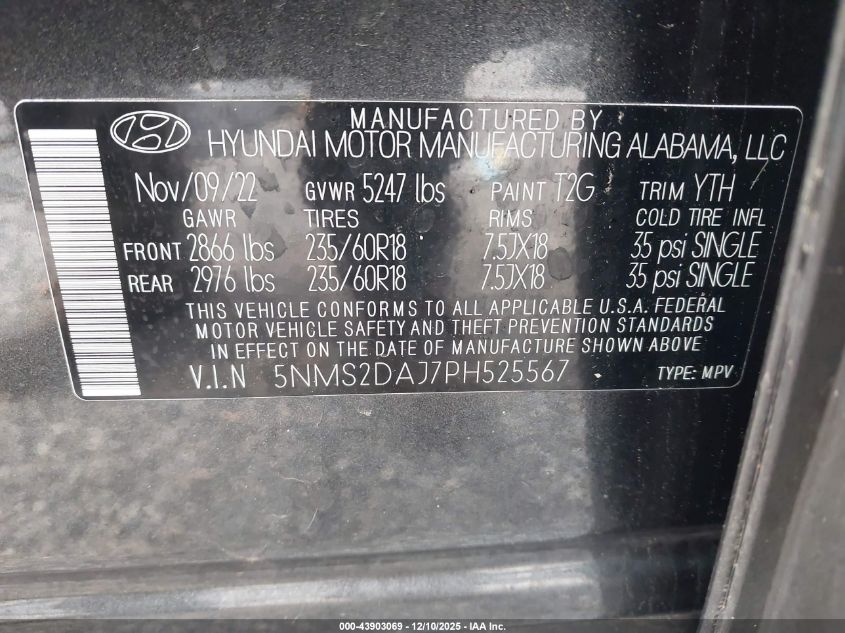 MANUFACTURED BY
HYUNDAI MOTOR MANUFACTURING ALABAMA, LLC
Nov/09/22 GVWR 5247 lbs PAINT T2G TRIM YTH
GAWR TIRES RIMS COLD TIRE INFL
FRONT 2866 lbs 235/60R18 7.5JX18 35 psi SINGLE
REAR 2976 lbs 235/60R18 7.5JX18 35 psi SINGLE
THIS VEHICLE CONFORMS TO ALL APPLICABLE U.S.A. FEDERAL
MOTOR VEHICLE SAFETY AND THEFT PREVENTION STANDARDS
IN EFFECT ON THE DATE OF MANUFACTURE SHOWN ABOVE
V.I.N 5NMS2DAJ7PH525567 TYPE: MPV
000-43903069 - 12/10/2025 - IAA Inc.